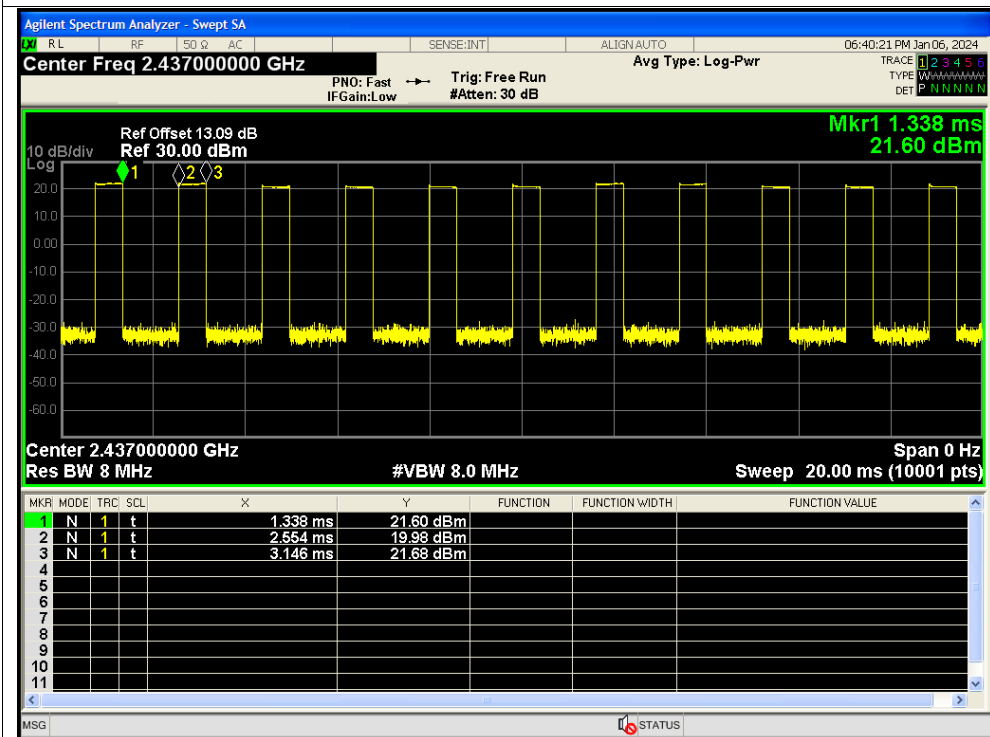 Agilent Spectrum Analyzer - Swept SA
LXI RL RF 50 Ω AC SENSE:INT ALIGN AUTO 06:40:21 PM Jan 06, 2024
Center Freq 2.437000000 GHz Avg Type: Log-Pwr TRACE 1 2 3 4 5 6
PNO: Fast Trig: Free Run TYPE W
IFGain:Low #Atten: 30 dB DET P N N N N N
Mkr1 1.338 ms
Ref Offset 13.09 dB
10 dB/div Ref 30.00 dBm 21.60 dBm
Log
1 2 3
20.0
10.0
0.00
-10.0
-20.0
-30.0
-40.0
-50.0
-60.0
Center 2.437000000 GHz Span 0 Hz
Res BW 8 MHz #VBW 8.0 MHz Sweep 20.00 ms (10001 pts)
MKR MODE TRC SCL X Y FUNCTION FUNCTION WIDTH FUNCTION VALUE
1 N 1 t 1.338 ms 21.60 dBm
2 N 1 t 2.554 ms 19.98 dBm
3 N 1 t 3.146 ms 21.68 dBm
4
5
6
7
8
9
10
11
MSG STATUS